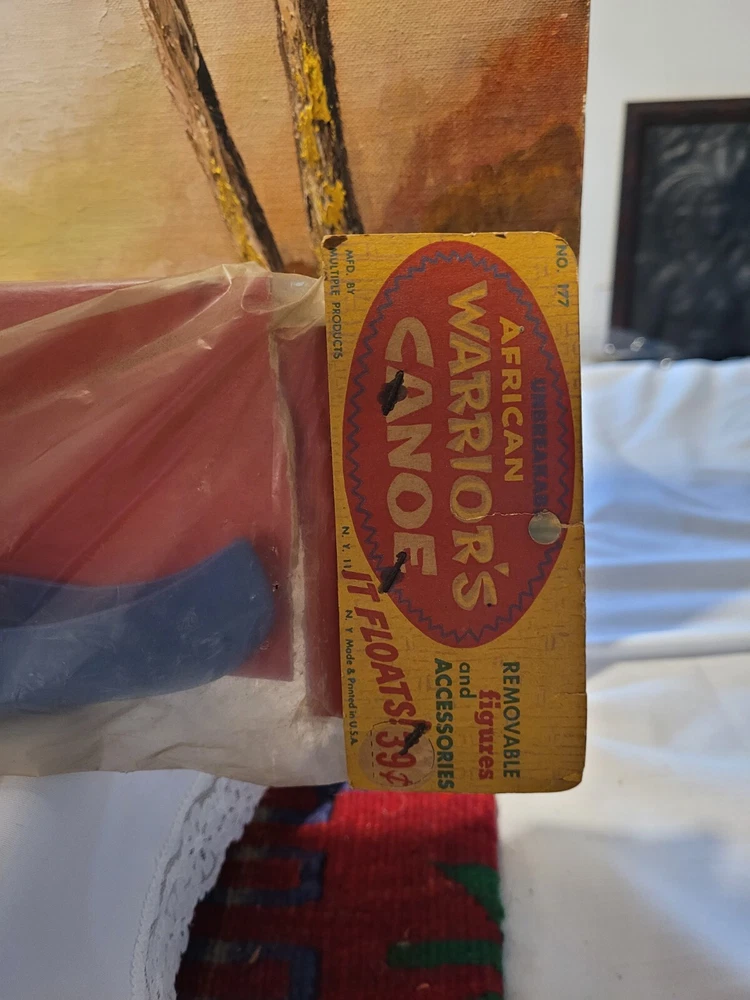 NO. 177
UNBREAKABLE
AFRICAN
WARRIOR'S
CANOE
REMOVABLE
figures
and
ACCESSORIES
IT FLOATS!
39¢
MFD. BY
MULTIPLE PRODUCTS
N. Y. 11
N. Y Made & Printed in U.S.A.